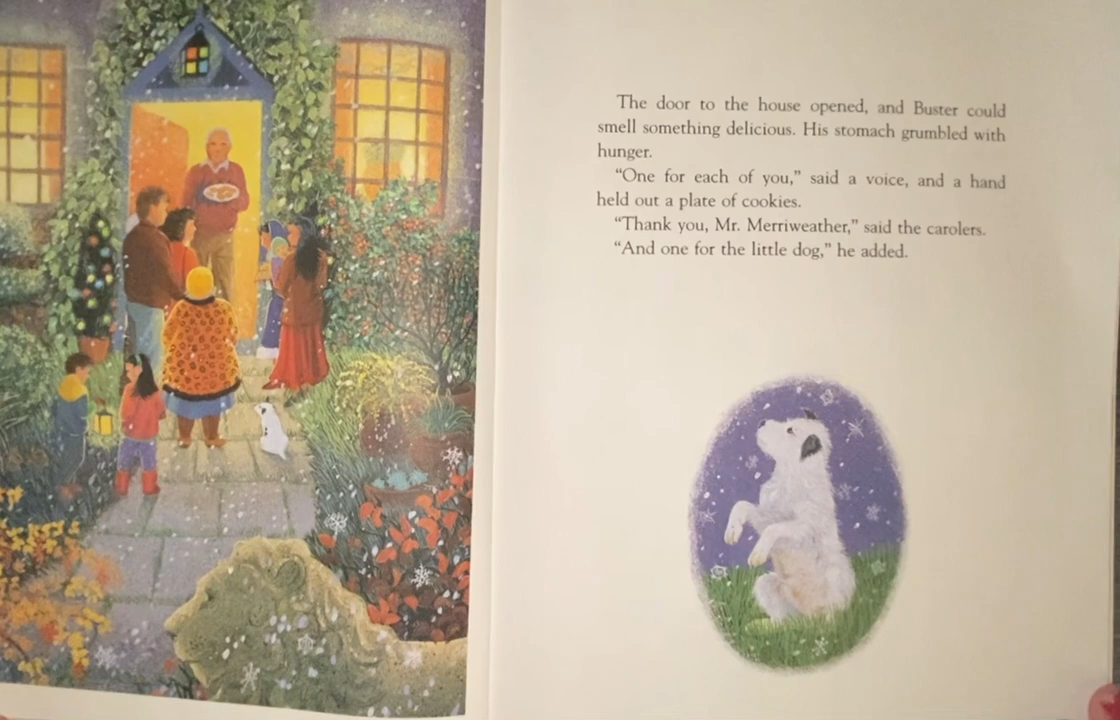 The door to the house opened, and Buster could
smell something delicious. His stomach grumbled with
hunger.
“One for each of you,” said a voice, and a hand
held out a plate of cookies.
“Thank you, Mr. Merriweather,” said the carolers.
“And one for the little dog,” he added.